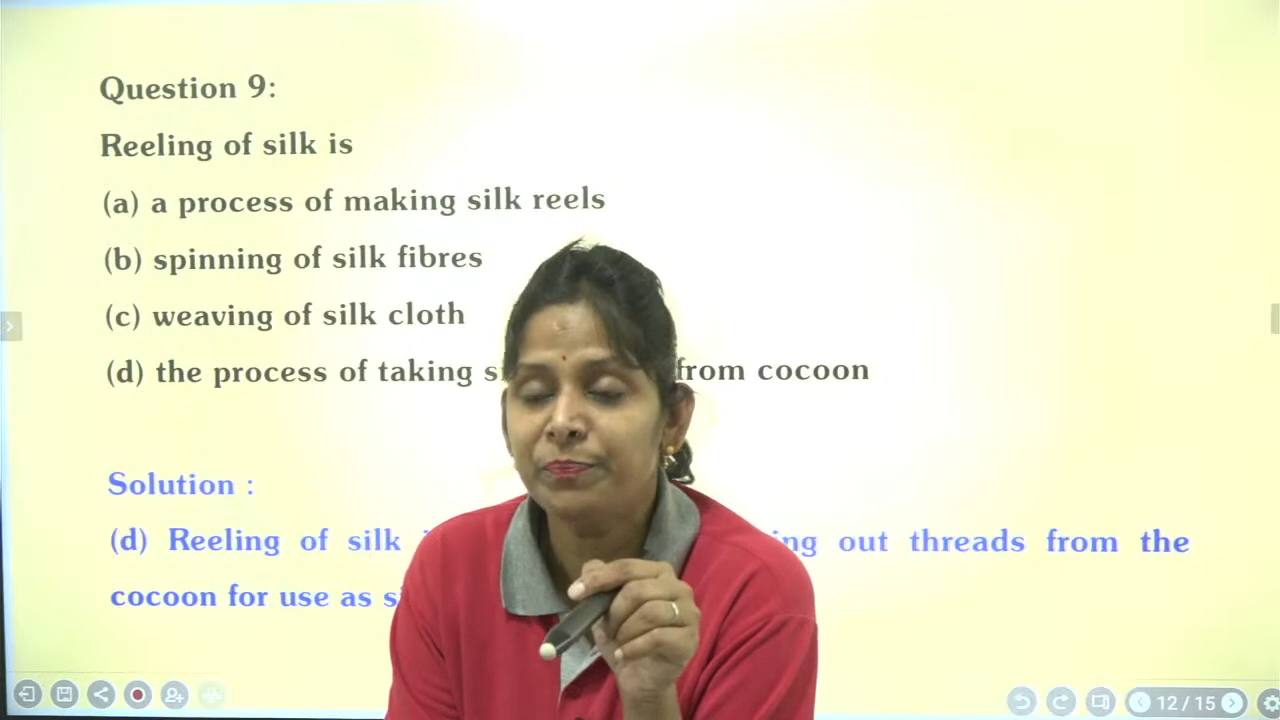 Question 9:
Reeling of silk is
(a) a process of making silk reels
(b) spinning of silk fibres
(c) weaving of silk cloth
(d) the process of taking from cocoon
Solution :
(d) Reeling of silk out threads from the
cocoon for use as
12 / 15